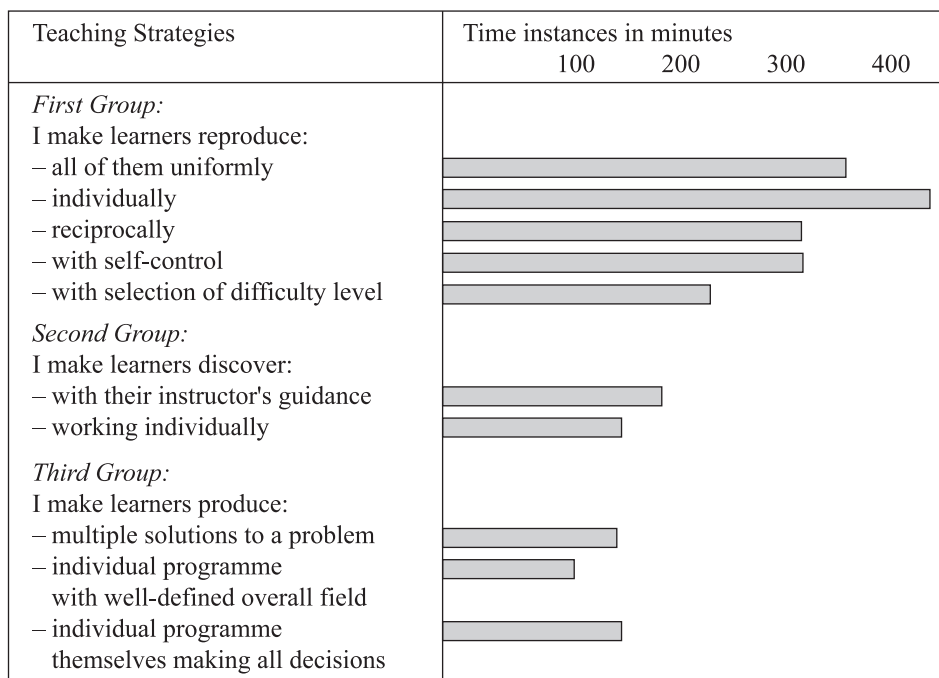 Teaching Strategies
Time instances in minutes
100 200 300 400
First Group:
I make learners reproduce:
– all of them uniformly
– individually
– reciprocally
– with self-control
– with selection of difficulty level
Second Group:
I make learners discover:
– with their instructor's guidance
– working individually
Third Group:
I make learners produce:
– multiple solutions to a problem
– individual programme
with well-defined overall field
– individual programme
themselves making all decisions